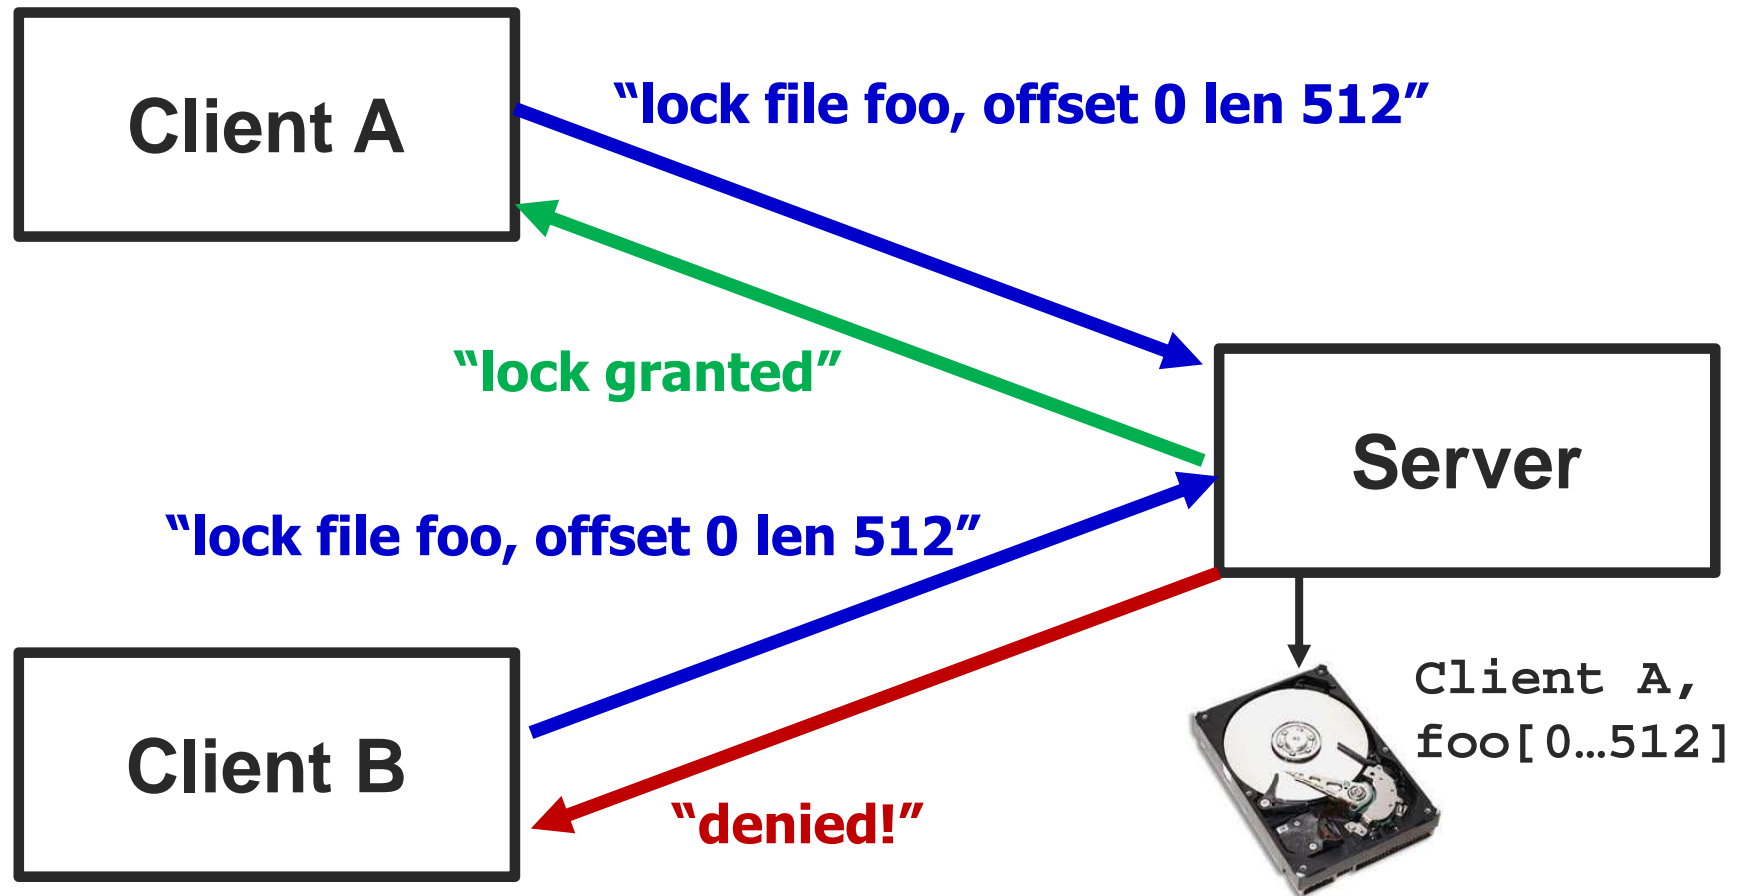 Client A
“lock file foo, offset 0 len 512”
“lock granted”
Server
“lock file foo, offset 0 len 512”
Client A,
foo[0…512]
Client B
“denied!”